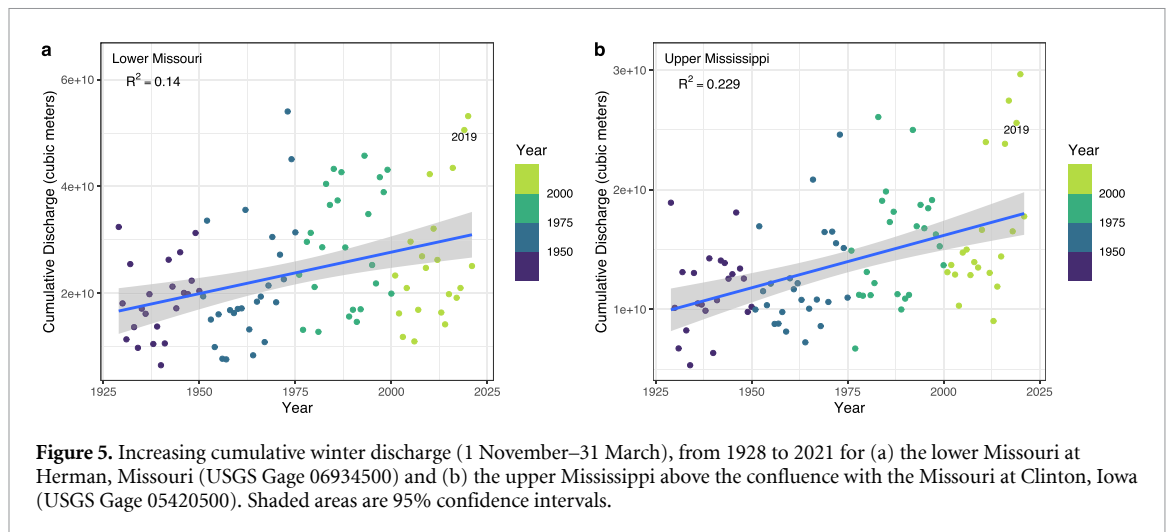 a
Lower Missouri
R2 = 0.14
6e+10
4e+10
2e+10
Cumulative Discharge (cubic meters)
2019
1925
1950
1975
2000
2025
Year
Year
2000
1975
1950
b
Upper Mississippi
R2 = 0.229
3e+10
2e+10
1e+10
Cumulative Discharge (cubic meters)
2019
1925
1950
1975
2000
2025
Year
Year
2000
1975
1950
Figure 5. Increasing cumulative winter discharge (1 November–31 March), from 1928 to 2021 for (a) the lower Missouri at
Herman, Missouri (USGS Gage 06934500) and (b) the upper Mississippi above the confluence with the Missouri at Clinton, Iowa
(USGS Gage 05420500). Shaded areas are 95% confidence intervals.